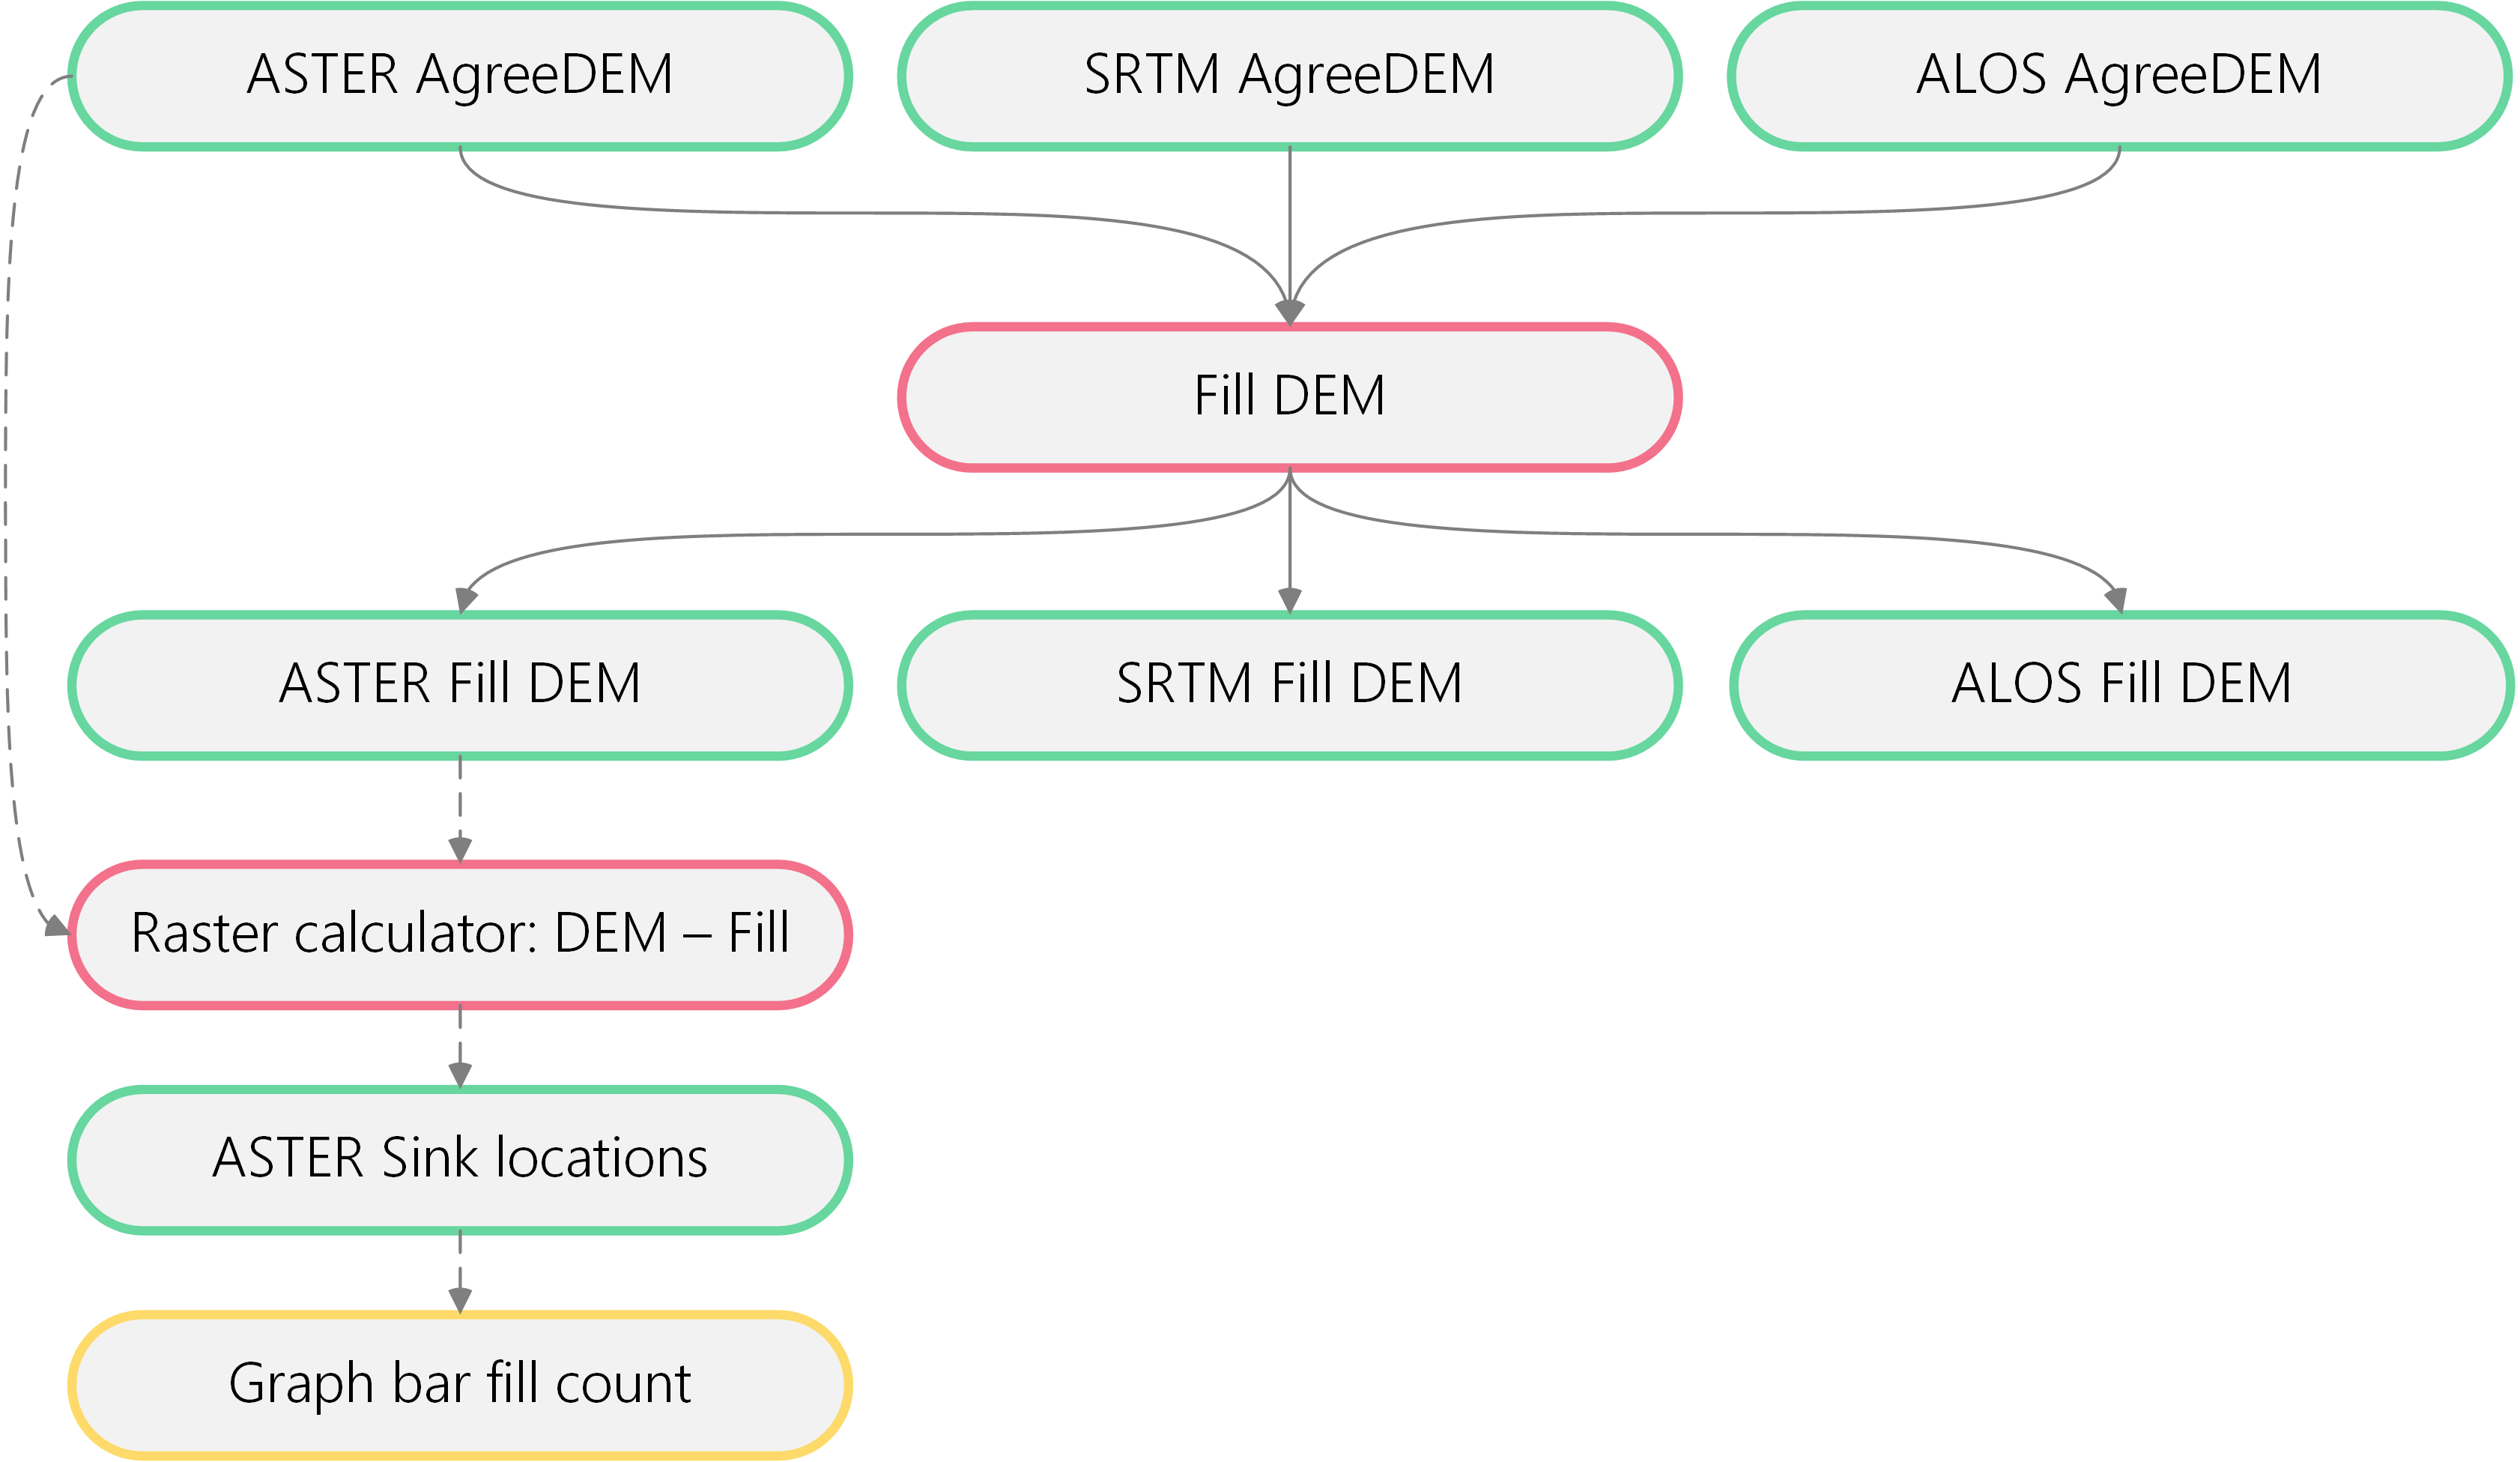 ASTER AgreeDEM
SRTM AgreeDEM
ALOS AgreeDEM
Fill DEM
ASTER Fill DEM
SRTM Fill DEM
ALOS Fill DEM
Raster calculator: DEM – Fill
ASTER Sink locations
Graph bar fill count